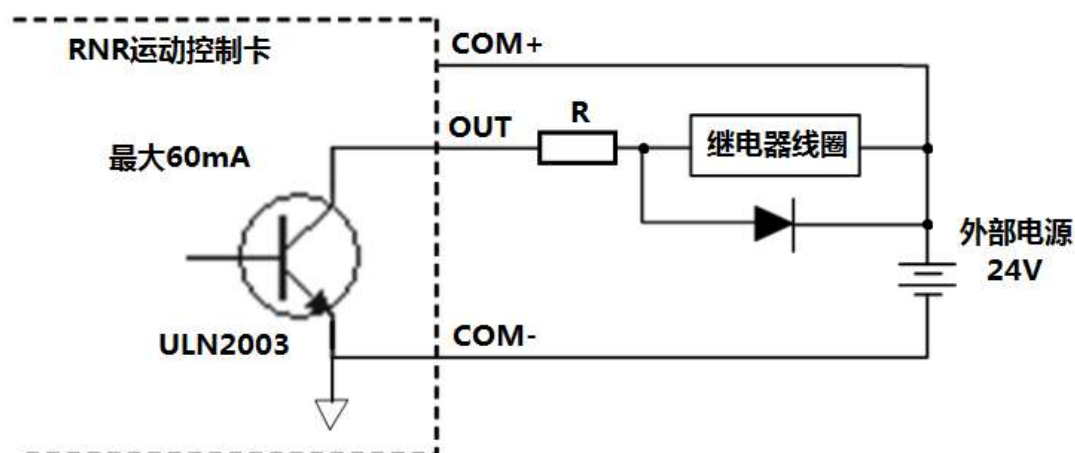 RNR运动控制卡
COM+
R
OUT
继电器线圈
最大60mA
外部电源
24V
ULN2003
COM-